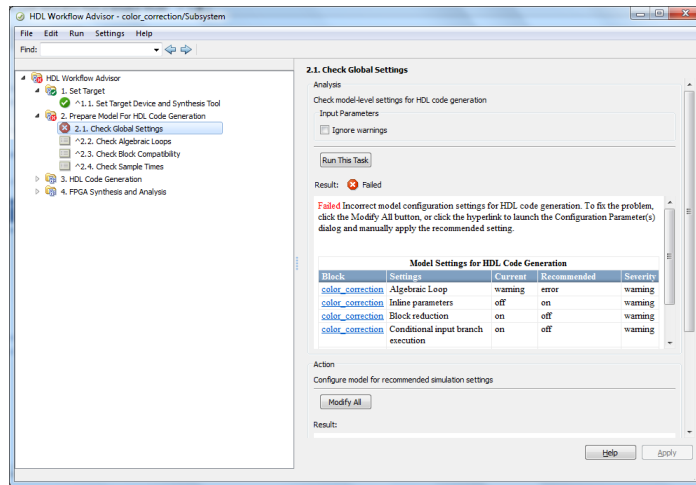 HDL Workflow Advisor - color_correction/Subsystem
File Edit Run Settings Help
Find:
HDL Workflow Advisor
1. Set Target
^1.1. Set Target Device and Synthesis Tool
2. Prepare Model For HDL Code Generation
2.1. Check Global Settings
^2.2. Check Algebraic Loops
^2.3. Check Block Compatibility
^2.4. Check Sample Times
3. HDL Code Generation
4. FPGA Synthesis and Analysis
2.1. Check Global Settings
Analysis
Check model-level settings for HDL code generation
Input Parameters
Ignore warnings
Run This Task
Result: Failed
Failed Incorrect model configuration settings for HDL code generation. To fix the problem,
click the Modify All button, or click the hyperlink to launch the Configuration Parameter(s)
dialog and manually apply the recommended setting.
Model Settings for HDL Code Generation
Block Settings Current Recommended Severity
color_correction Algebraic Loop warning error warning
color_correction Inline parameters off on warning
color_correction Block reduction on off warning
color_correction Conditional input branch on off warning
execution
Action
Configure model for recommended simulation settings
Modify All
Result:
Help Apply